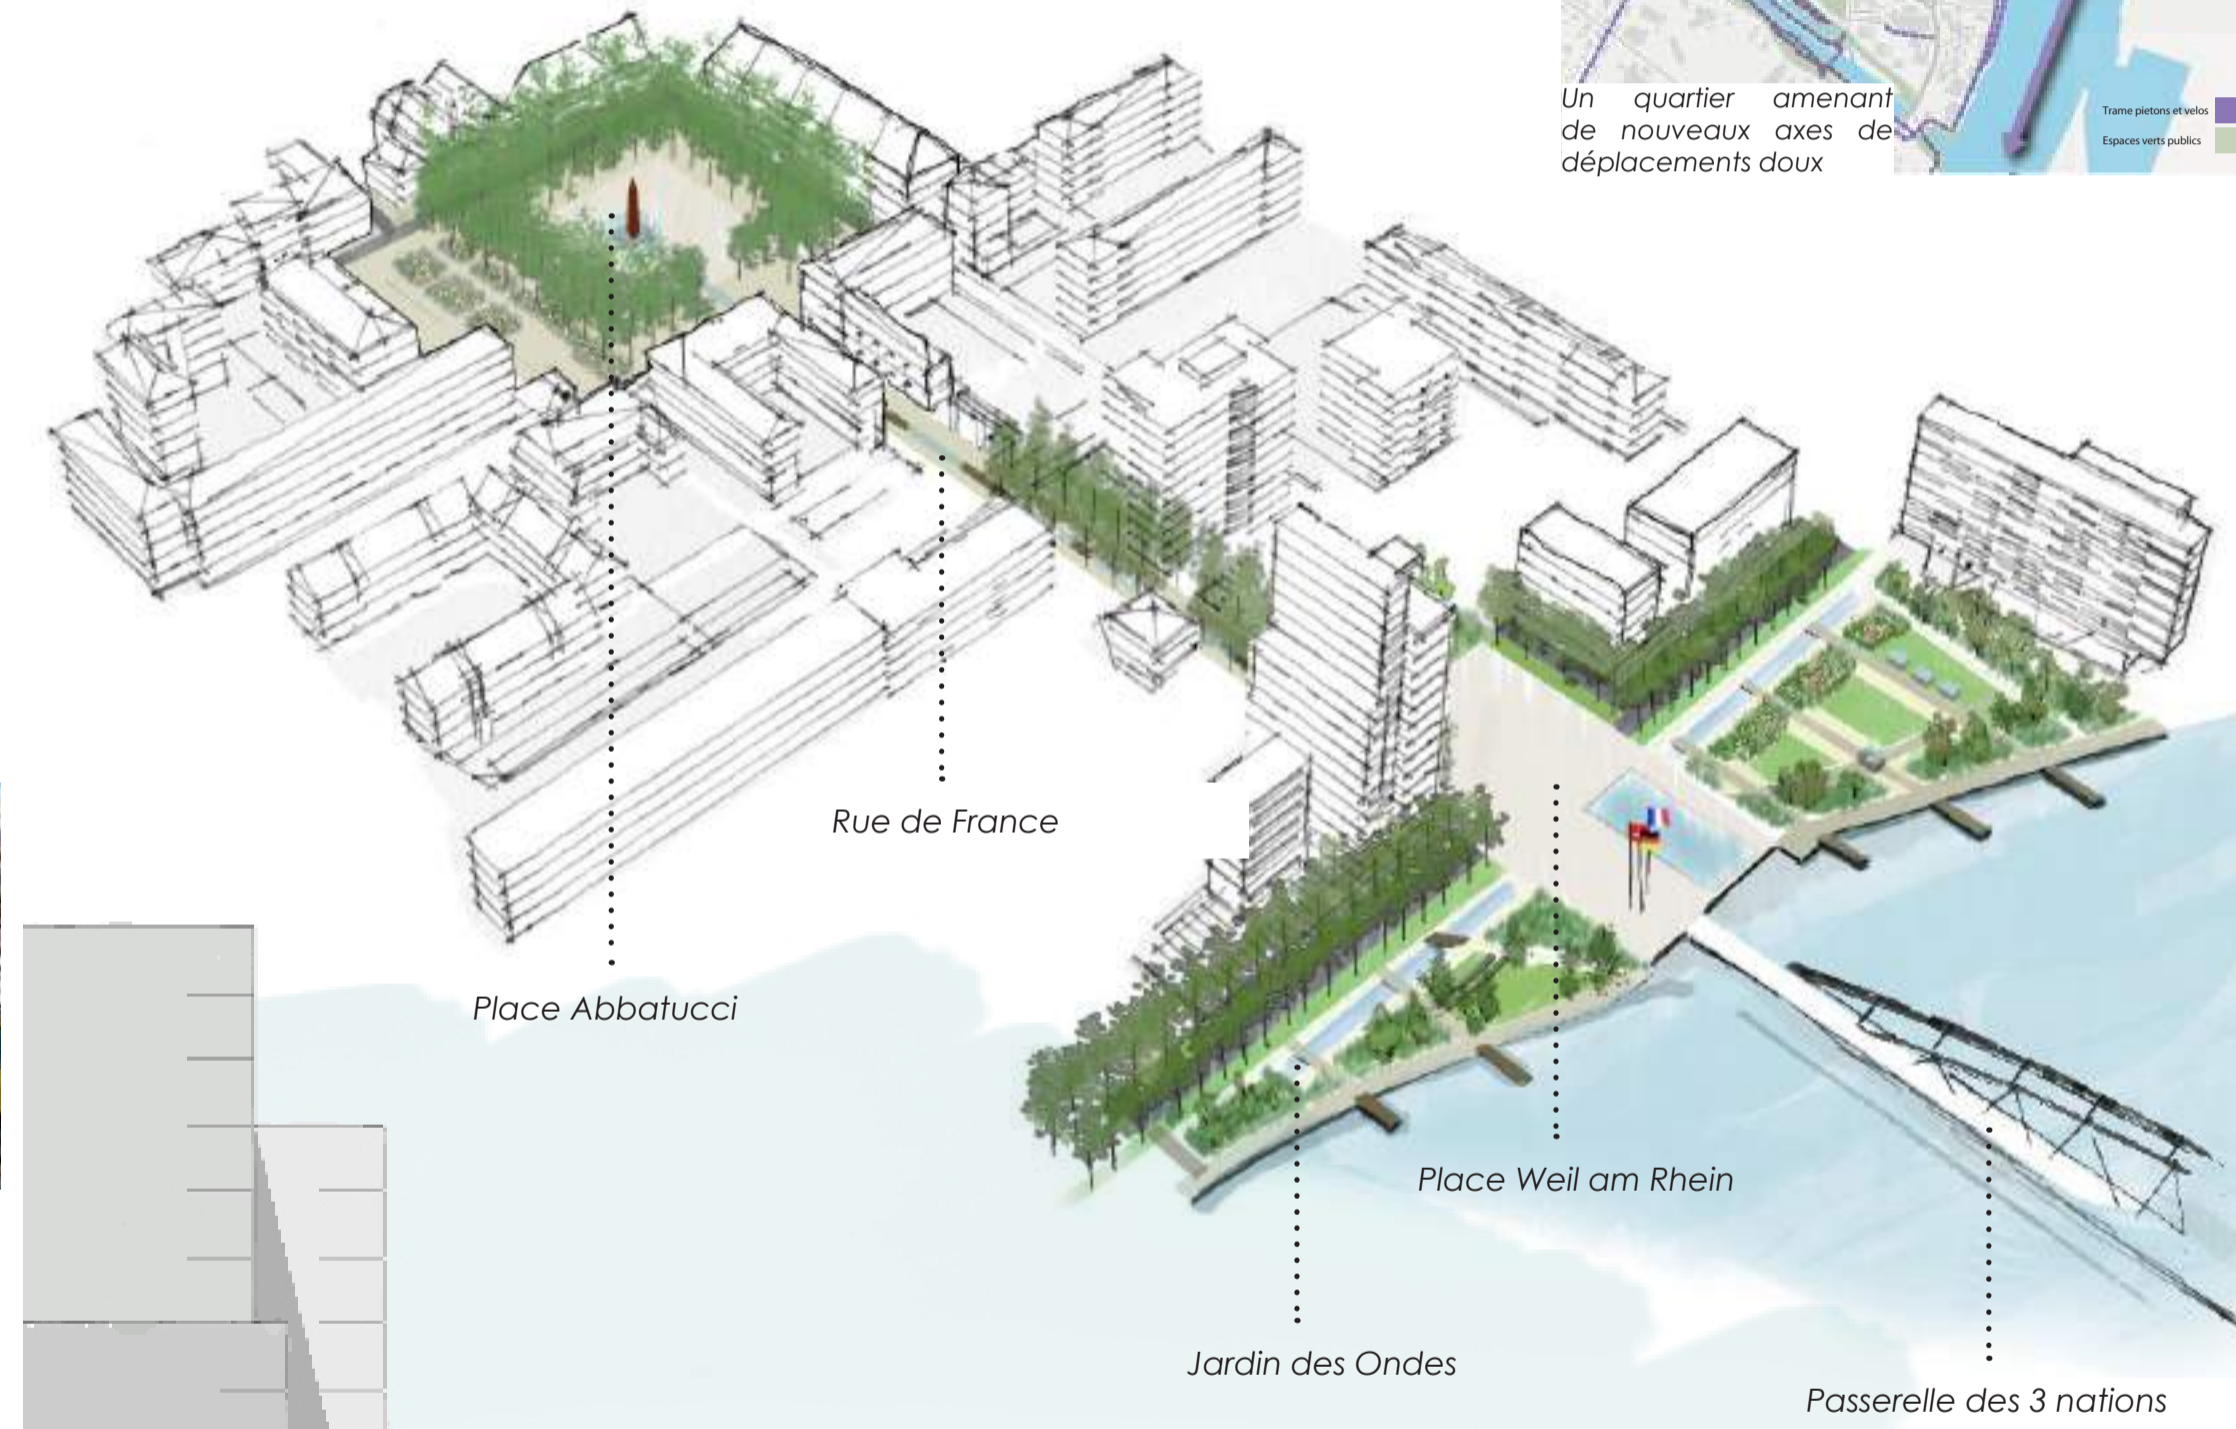 Un quartier amenant
de nouveaux axes de
déplacements doux
Trame pietons et velos
Espaces verts publics
Rue de France
Place Abbatucci
Place Weil am Rhein
Jardin des Ondes
Passerelle des 3 nations